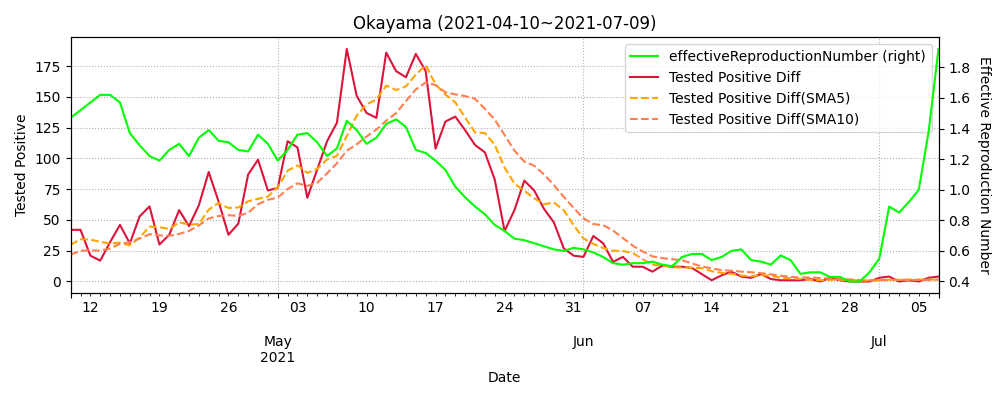 Okayama (2021-04-10~2021-07-09)
effectiveReproductionNumber (right)
Tested Positive Diff
Tested Positive Diff(SMA5)
Tested Positive Diff(SMA10)
Tested Positive
175
150
125
100
75
50
25
0
Effective Reproduction Number
1.8
1.6
1.4
1.2
1.0
0.8
0.6
0.4
12 19 26 03 10 17 24 31 07 14 21 28 05
May Jun Jul
2021
Date